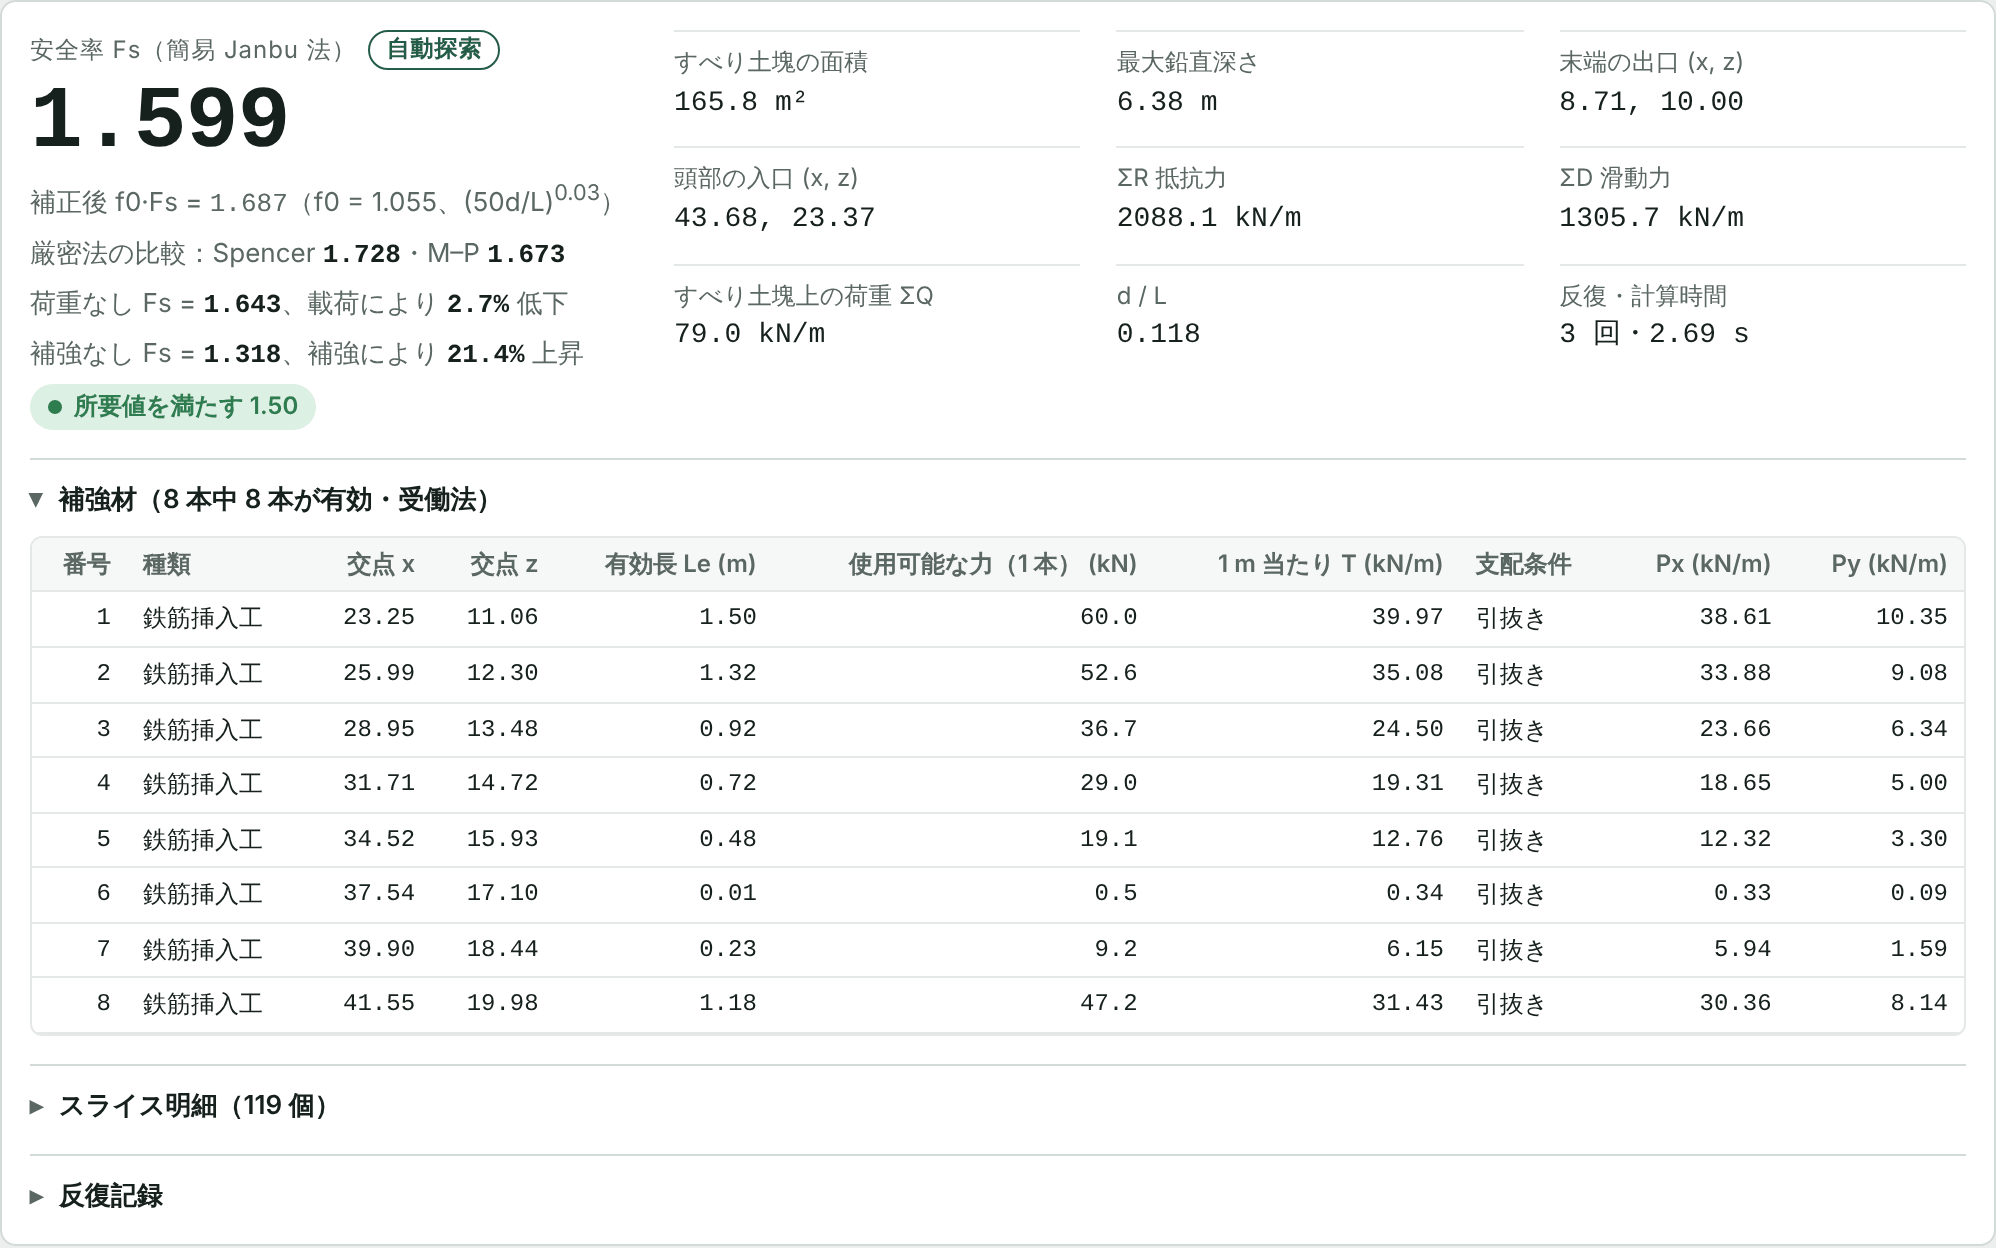 安全率 Fs（簡易 Janbu 法） 自動探索
1.599
補正後 f0·Fs = 1.687（f0 = 1.055、(50d/L)^0.03）
厳密法の比較：Spencer 1.728・M–P 1.673
荷重なし Fs = 1.643、載荷により 2.7% 低下
補強なし Fs = 1.318、補強により 21.4% 上昇
● 所要値を満たす 1.50
すべり土塊の面積
165.8 m²
最大鉛直深さ
6.38 m
末端の出口 (x, z)
8.71, 10.00
頭部の入口 (x, z)
43.68, 23.37
ΣR 抵抗力
2088.1 kN/m
ΣD 滑動力
1305.7 kN/m
すべり土塊上の荷重 ΣQ
79.0 kN/m
d / L
0.118
反復・計算時間
3 回・2.69 s
▼ 補強材（8 本中 8 本が有効・受働法）
番号 種類 交点 x 交点 z 有効長 Le (m) 使用可能な力（1 本） (kN) 1 m 当たり T (kN/m) 支配条件 Px (kN/m) Py (kN/m)
1 鉄筋挿入工 23.25 11.06 1.50 60.0 39.97 引抜き 38.61 10.35
2 鉄筋挿入工 25.99 12.30 1.32 52.6 35.08 引抜き 33.88 9.08
3 鉄筋挿入工 28.95 13.48 0.92 36.7 24.50 引抜き 23.66 6.34
4 鉄筋挿入工 31.71 14.72 0.72 29.0 19.31 引抜き 18.65 5.00
5 鉄筋挿入工 34.52 15.93 0.48 19.1 12.76 引抜き 12.32 3.30
6 鉄筋挿入工 37.54 17.10 0.01 0.5 0.34 引抜き 0.33 0.09
7 鉄筋挿入工 39.90 18.44 0.23 9.2 6.15 引抜き 5.94 1.59
8 鉄筋挿入工 41.55 19.98 1.18 47.2 31.43 引抜き 30.36 8.14
▶ スライス明細（119 個）
▶ 反復記録